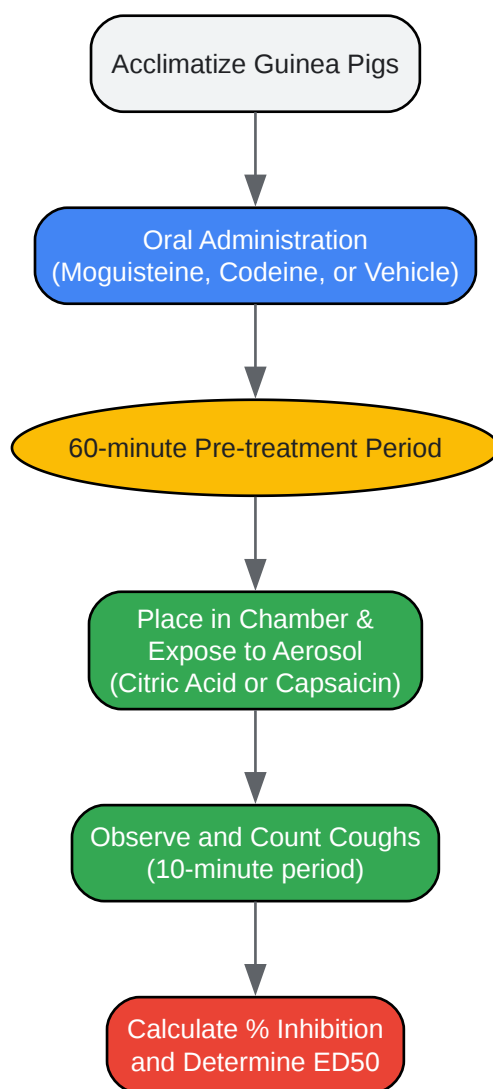 Acclimatize Guinea Pigs
Oral Administration
(Moguisteine, Codeine, or Vehicle)
60-minute Pre-treatment Period
Place in Chamber &
Expose to Aerosol
(Citric Acid or Capsaicin)
Observe and Count Coughs
(10-minute period)
Calculate % Inhibition
and Determine ED50